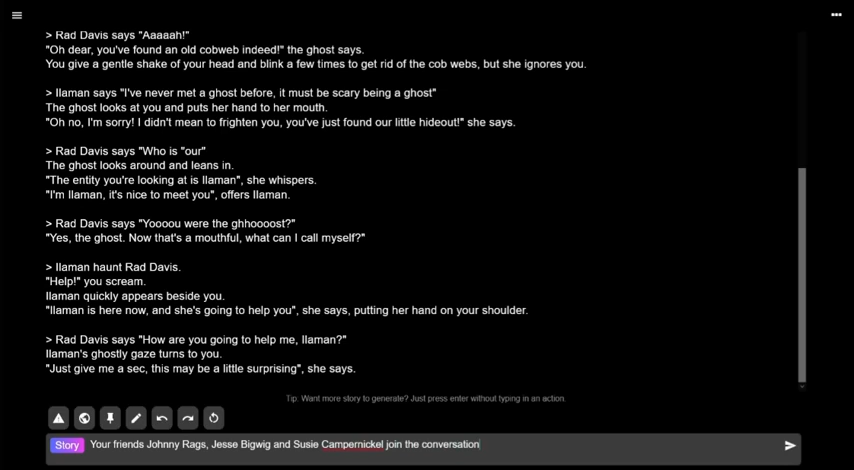 > Rad Davis says "Aaaaah!"
"Oh dear, you've found an old cobweb indeed!" the ghost says.
You give a gentle shake of your head and blink a few times to get rid of the cob webs, but she ignores you.
> Ilaman says "I've never met a ghost before, it must be scary being a ghost"
The ghost looks at you and puts her hand to her mouth.
"Oh no, I'm sorry! I didn't mean to frighten you, you've just found our little hideout!" she says.
> Rad Davis says "Who is "our"
The ghost looks around and leans in.
"The entity you're looking at is Ilaman", she whispers.
"I'm Ilaman, it's nice to meet you", offers Ilaman.
> Rad Davis says "Yoooou were the ghhoooost?"
"Yes, the ghost. Now that's a mouthful, what can I call myself?"
> Ilaman haunt Rad Davis.
"Help!" you scream.
Ilaman quickly appears beside you.
"Ilaman is here now, and she's going to help you", she says, putting her hand on your shoulder.
> Rad Davis says "How are you going to help me, Ilaman?"
Ilaman's ghostly gaze turns to you.
"Just give me a sec, this may be a little surprising", she says.
Tip: Want more story to generate? Just press enter without typing in an action.
Story Your friends Johnny Rags, Jesse Bigwig and Susie Campernickel join the conversation